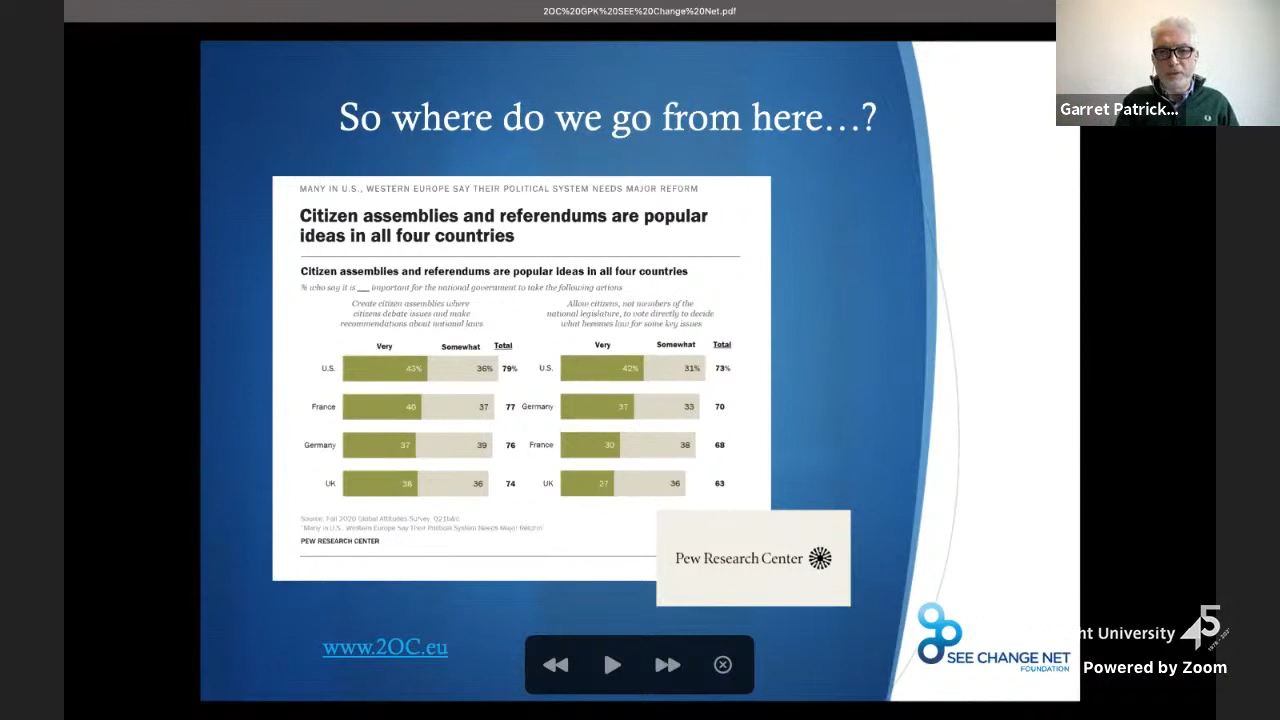 2OC%20GPK%20SEE%20Change%20Net.pdf
Garret Patrick...
So where do we go from here...?
MANY IN U.S., WESTERN EUROPE SAY THEIR POLITICAL SYSTEM NEEDS MAJOR REFORM
Citizen assemblies and referendums are popular
ideas in all four countries
Citizen assemblies and referendums are popular ideas in all four countries
% who say it is ___ important for the national government to take the following actions
Create citizen assemblies where
citizens debate issues and make
recommendations about national laws
Very Somewhat Total
U.S. 43% 36% 79%
France 40 37 77
Germany 37 39 76
UK 38 36 74
Allow citizens, not members of the
national legislature, to vote directly to decide
what becomes law for some key issues
Very Somewhat Total
U.S. 42% 31% 73%
Germany 37 33 70
France 30 38 68
UK 27 36 63
Source: Fall 2020 Global Attitudes Survey.
"Many in U.S., Western Europe Say Their Political System Needs Major Reform"
PEW RESEARCH CENTER
Pew Research Center
www.2OC.eu
SEE CHANGE NET
FOUNDATION
ht University 45
Powered by Zoom